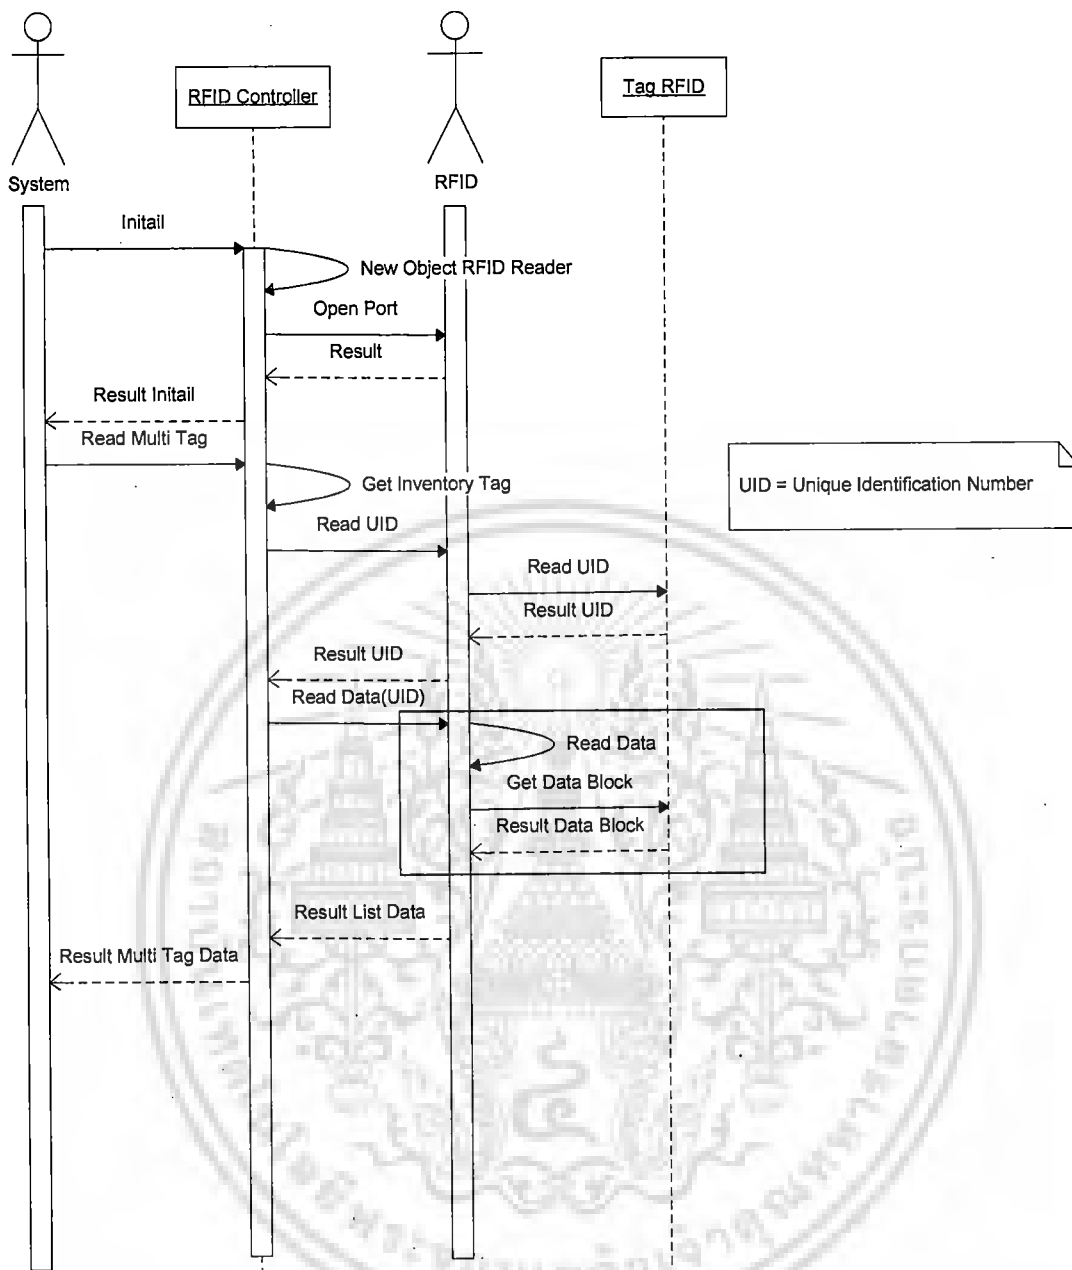 RFID Controller
Tag RFID
System
RFID
Initail
New Object RFID Reader
Open Port
Result
Result Initail
Read Multi Tag
Get Inventory Tag
UID = Unique Identification Number
Read UID
Read UID
Result UID
Result UID
Read Data(UID)
Read Data
Get Data Block
Result Data Block
Result List Data
Result Multi Tag Data